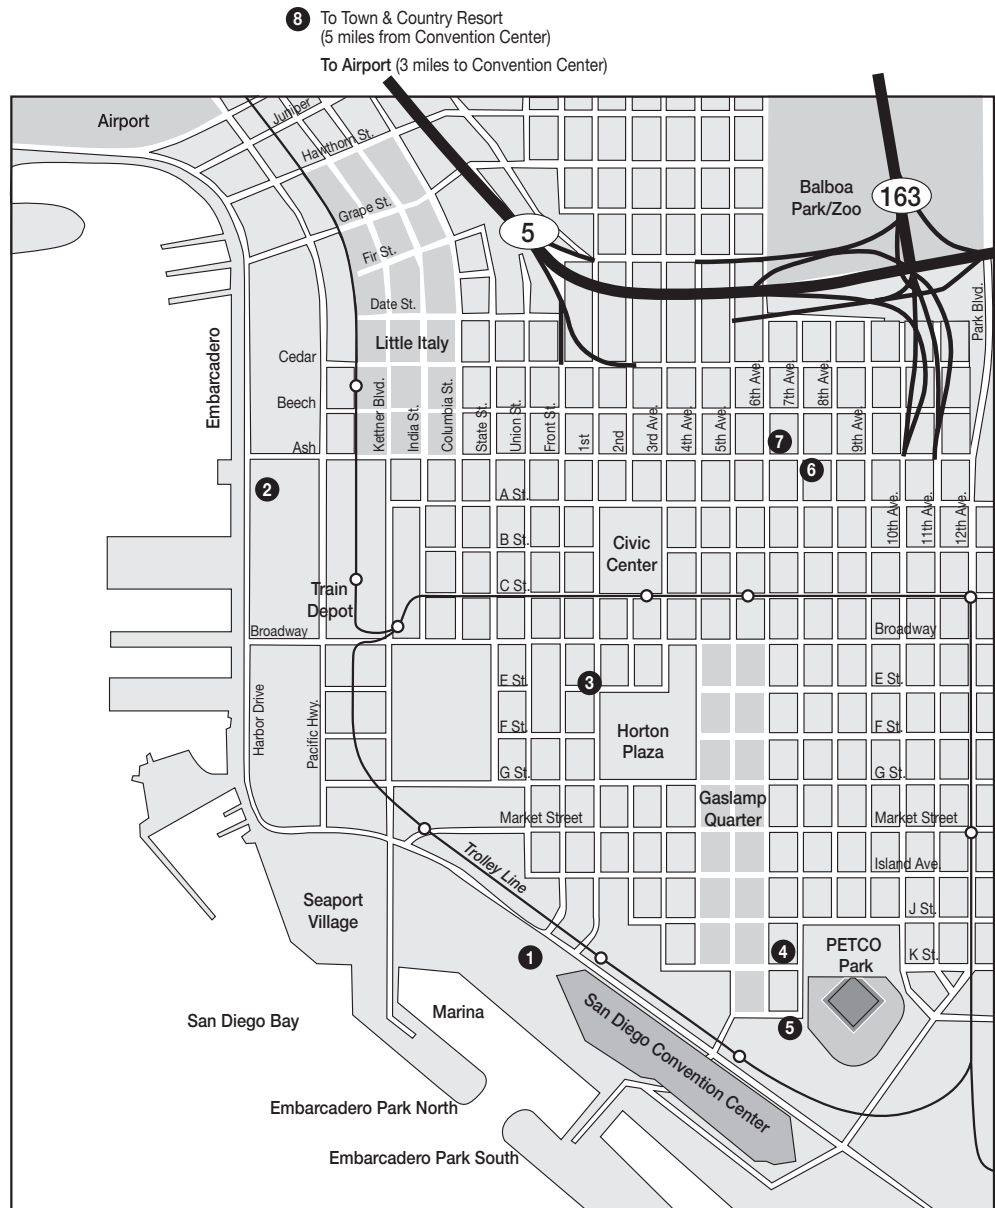 8 To Town & Country Resort
(5 miles from Convention Center)
To Airport (3 miles to Convention Center)
Airport
Juniper
Hawthorn St.
Grape St.
Fir St.
Date St.
Little Italy
5
163
Balboa
Park/Zoo
Park Blvd.
Embarcadero
Cedar
Beech
Ash
Kettner Blvd.
India St.
Columbia St.
State St.
Union St.
Front St.
1st
2nd
3rd Ave.
4th Ave.
5th Ave.
6th Ave.
7th Ave.
8th Ave.
9th Ave.
7
6
2
A St.
10th Ave.
11th Ave.
12th Ave.
B St.
Civic
Center
C St.
Train
Depot
Broadway
Broadway
E St.
3
E St.
Harbor Drive
Pacific Hwy.
F St.
Horton
Plaza
F St.
G St.
G St.
Gaslamp
Quarter
Market Street
Market Street
Trolley Line
Island Ave.
Seaport
Village
J St.
1
4
PETCO
Park
K St.
San Diego Bay
Marina
5
San Diego Convention Center
Embarcadero Park North
Embarcadero Park South